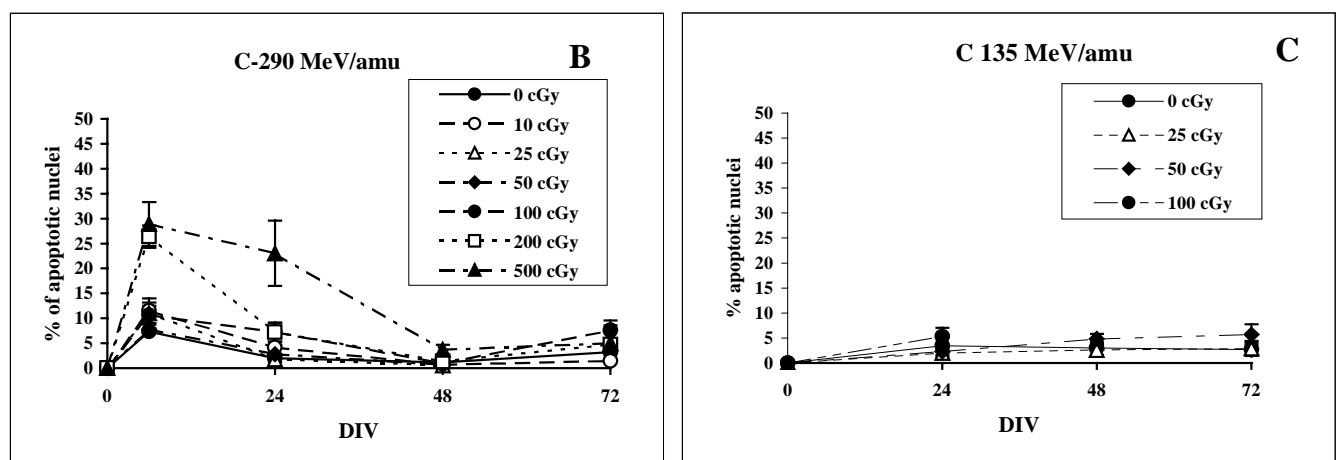 C-290 MeV/amu
B
0 cGy
10 cGy
25 cGy
50 cGy
100 cGy
200 cGy
500 cGy
% of apoptotic nuclei
50
45
40
35
30
25
20
15
10
5
0
0
24
48
72
DIV
C 135 MeV/amu
C
0 cGy
25 cGy
50 cGy
100 cGy
% apoptotic nuclei
50
45
40
35
30
25
20
15
10
5
0
0
24
48
72
DIV